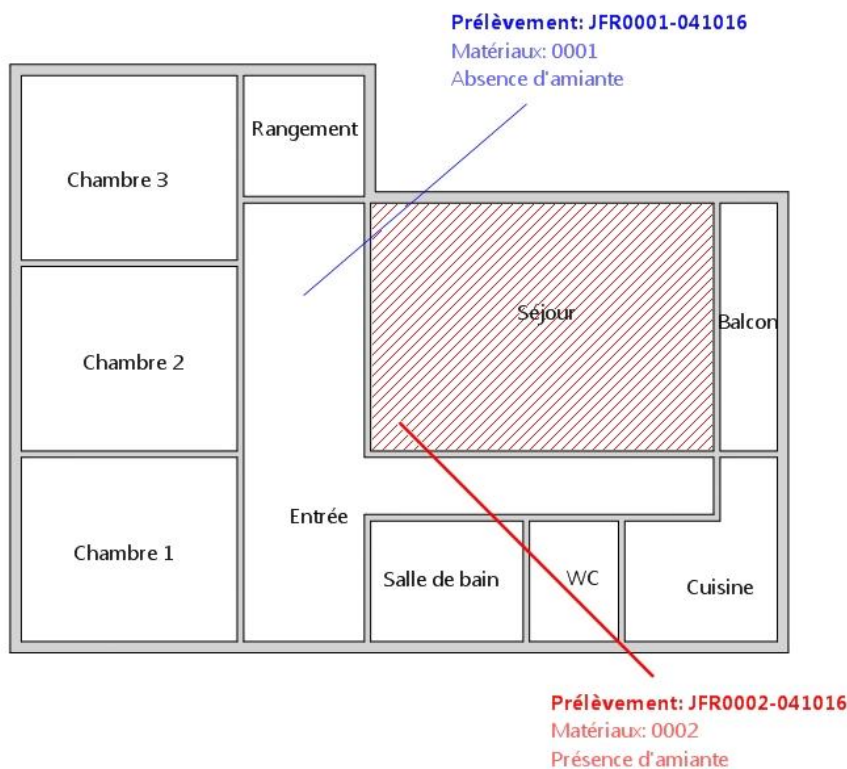 Prélèvement: JFR0001-041016
Matériaux: 0001
Absence d'amiante
Rangement
Chambre 3
Séjour
Balcon
Chambre 2
Entrée
Chambre 1
Salle de bain
WC
Cuisine
Prélèvement: JFR0002-041016
Matériaux: 0002
Présence d'amiante